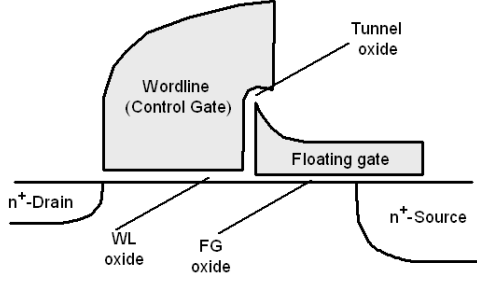 Tunnel
oxide
Wordline
(Control Gate)
Floating gate
n+-Drain
n+-Source
WL
oxide
FG
oxide